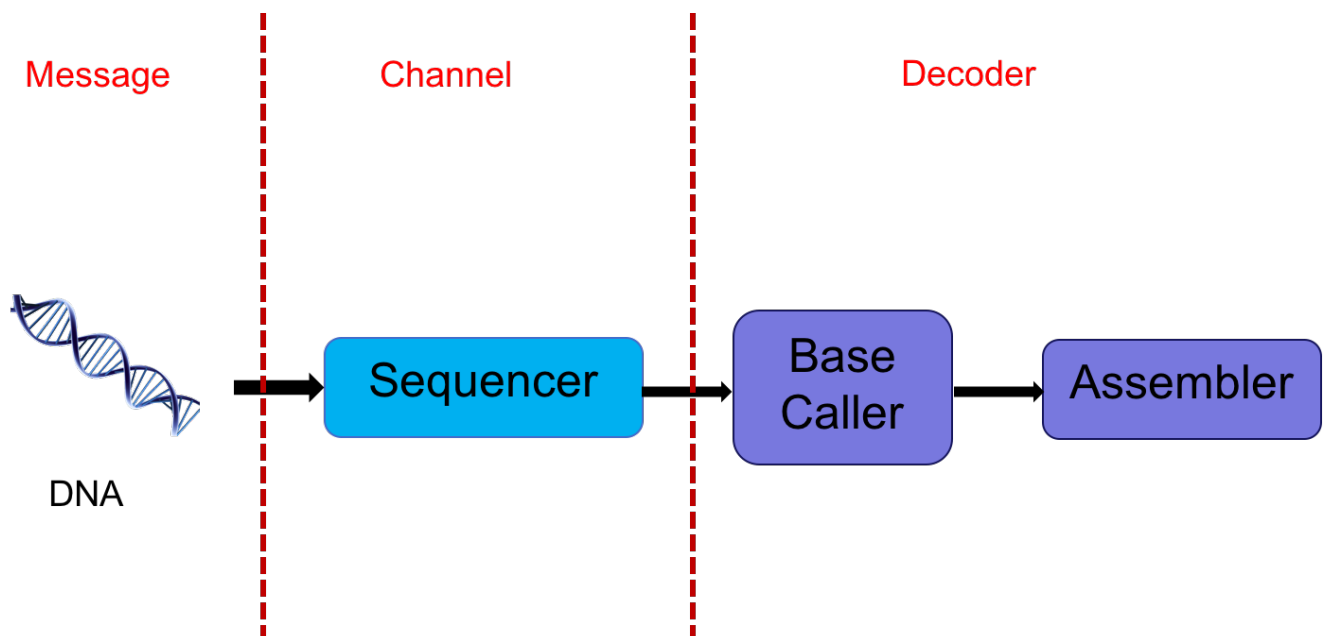 Message
Channel
Decoder
Sequencer
Base
Caller
Assembler
DNA